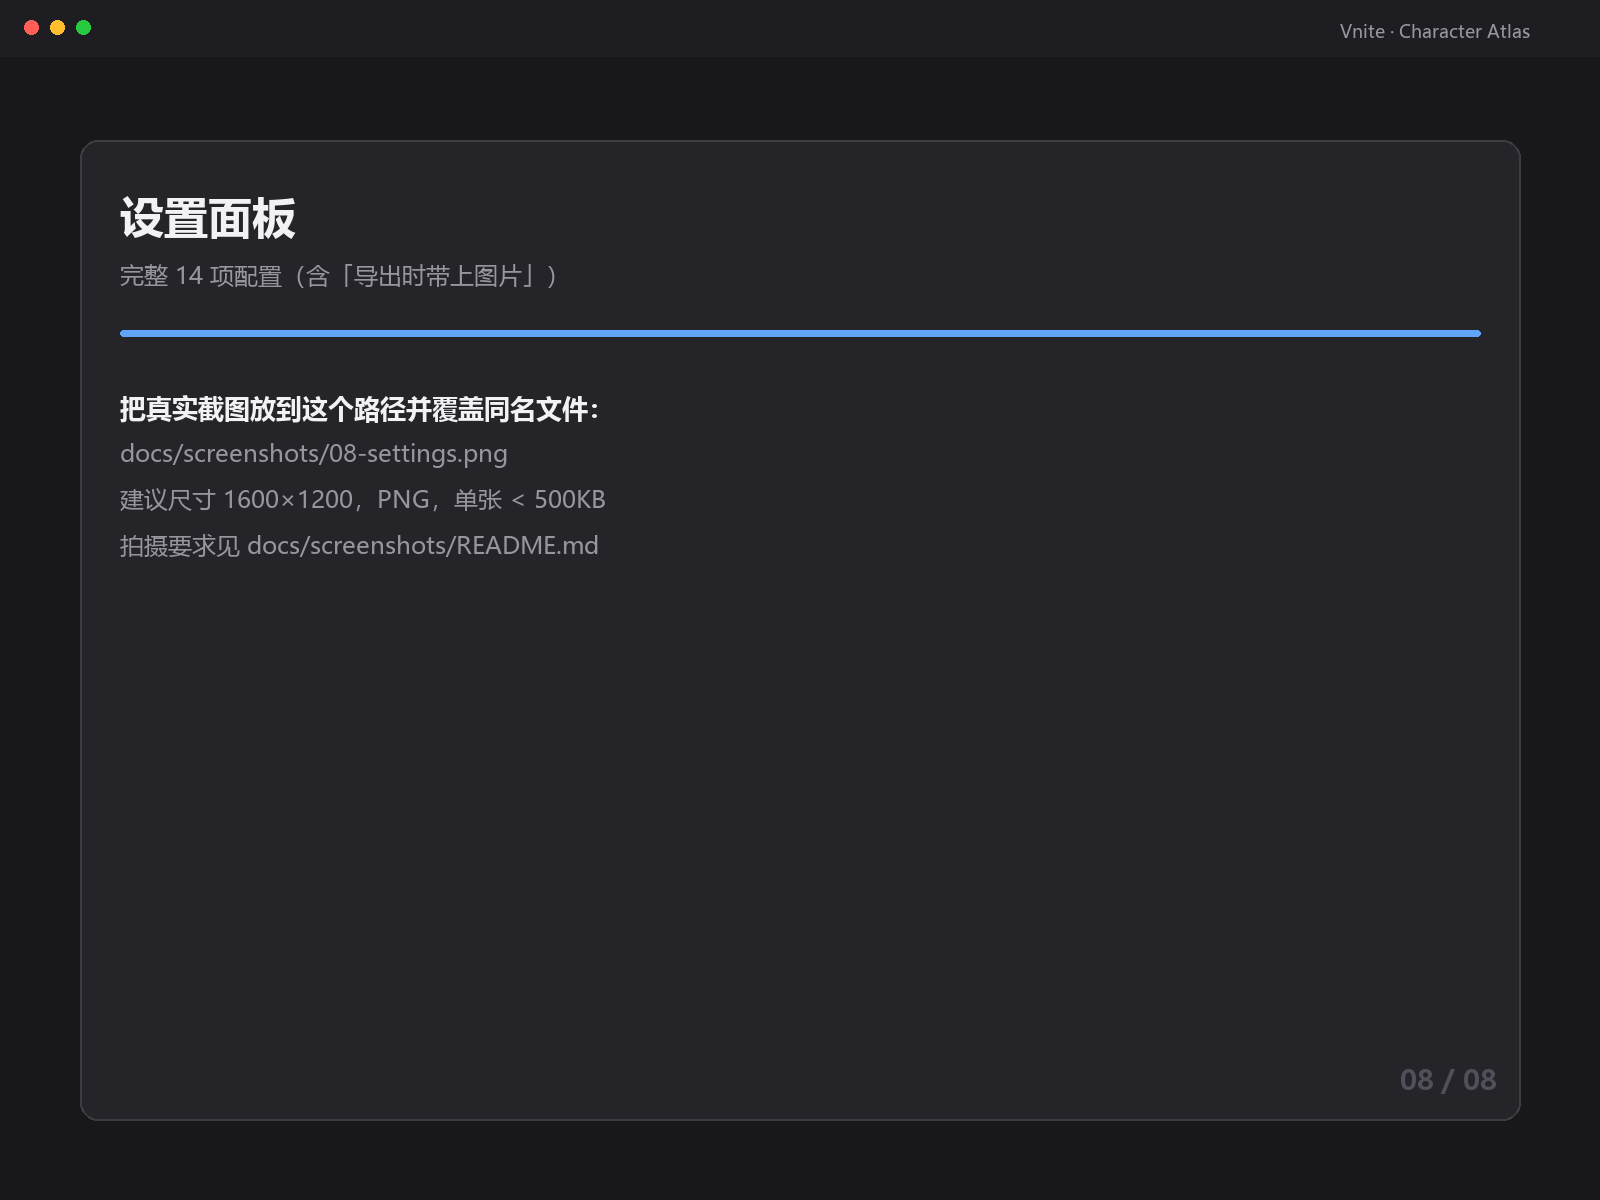 Vnite · Character Atlas
设置面板
完整 14 项配置（含「导出时带上图片」）
把真实截图放到这个路径并覆盖同名文件：
docs/screenshots/08-settings.png
建议尺寸 1600×1200，PNG，单张 < 500KB
拍摄要求见 docs/screenshots/README.md
08 / 08